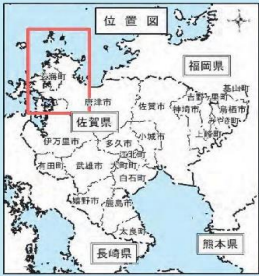 位置図
福岡県
玄海町
唐津市
佐賀市
吉野ヶ里町
基山町
神埼市
鳥栖市
みやき町
上峰町
佐賀県
小城市
伊万里市
多久市
江北町
有田町
武雄市
大町町
白石町
嬉野市
鹿島市
太良町
長崎県
熊本県